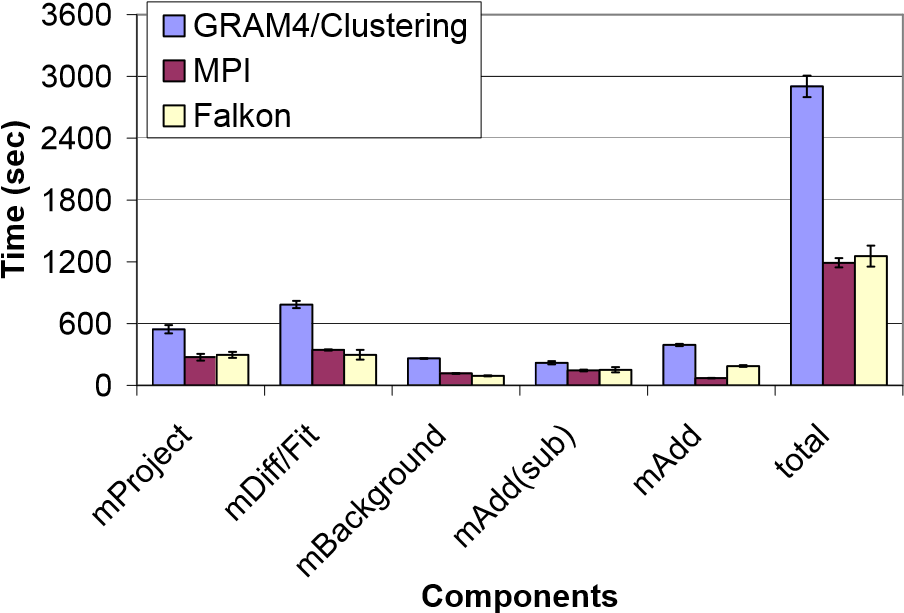 3600
3000
2400
1800
1200
600
0
Time (sec)
GRAM4/Clustering
MPI
Falkon
mProject
mDiff/Fit
mBackground
mAdd(sub)
mAdd
total
Components